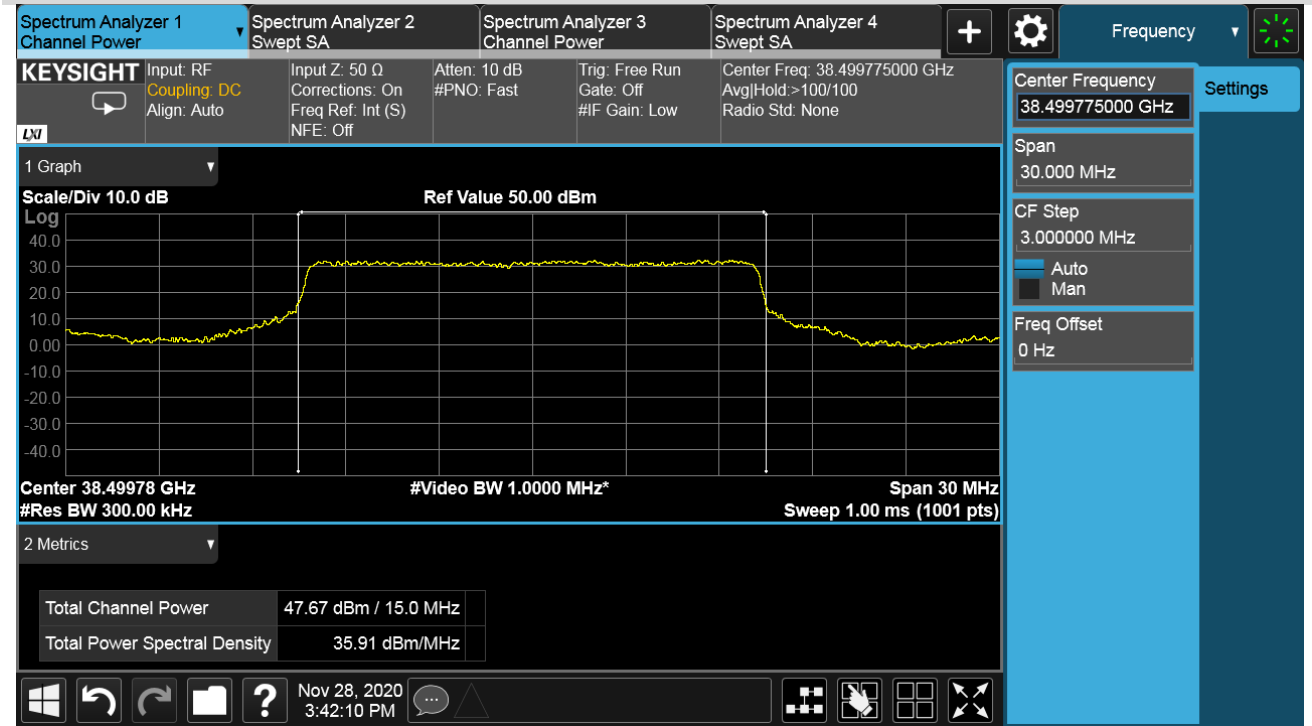 Spectrum Analyzer 1
Channel Power
Spectrum Analyzer 2
Swept SA
Spectrum Analyzer 3
Channel Power
Spectrum Analyzer 4
Swept SA
Frequency
KEYSIGHT
LXI
Input: RF
Coupling: DC
Align: Auto
Input Z: 50 Ω
Corrections: On
Freq Ref: Int (S)
NFE: Off
Atten: 10 dB
#PNO: Fast
Trig: Free Run
Gate: Off
#IF Gain: Low
Center Freq: 38.499775000 GHz
Avg|Hold:>100/100
Radio Std: None
Center Frequency
38.499775000 GHz
Settings
Span
30.000 MHz
CF Step
3.000000 MHz
Auto
Man
Freq Offset
0 Hz
1 Graph
Scale/Div 10.0 dB
Ref Value 50.00 dBm
Log
40.0
30.0
20.0
10.0
0.00
-10.0
-20.0
-30.0
-40.0
Center 38.49978 GHz
#Video BW 1.0000 MHz*
Span 30 MHz
#Res BW 300.00 kHz
Sweep 1.00 ms (1001 pts)
2 Metrics
Total Channel Power 47.67 dBm / 15.0 MHz
Total Power Spectral Density 35.91 dBm/MHz
?
Nov 28, 2020
3:42:10 PM